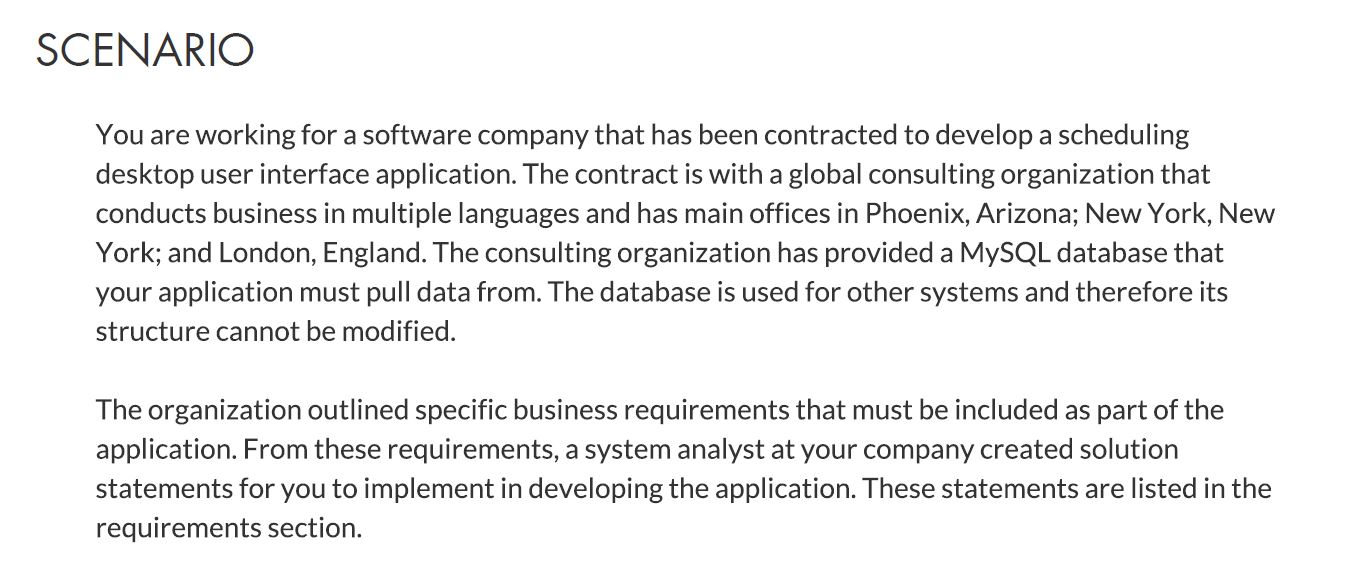 SCENARIO
You are working for a software company that has been contracted to develop a scheduling
desktop user interface application. The contract is with a global consulting organization that
conducts business in multiple languages and has main offices in Phoenix, Arizona; New York, New
York; and London, England. The consulting organization has provided a MySQL database that
your application must pull data from. The database is used for other systems and therefore its
structure cannot be modified.
The organization outlined specific business requirements that must be included as part of the
application. From these requirements, a system analyst at your company created solution
statements for you to implement in developing the application. These statements are listed in the
requirements section.